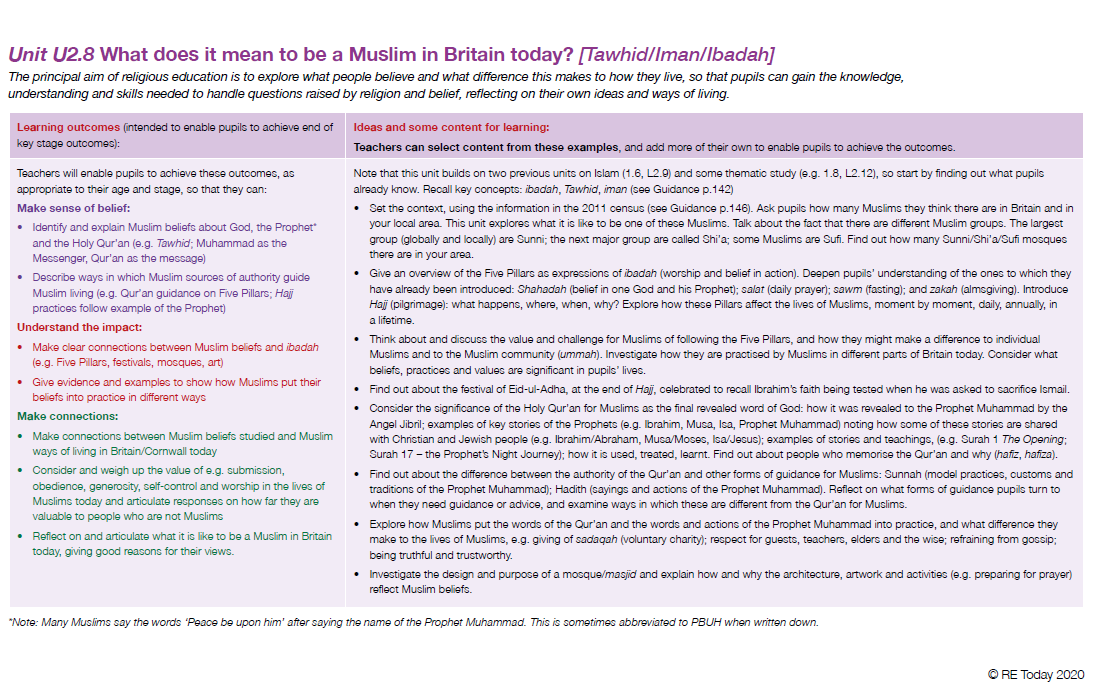 Unit U2.8 What does it mean to be a Muslim in Britain today? [Tawhid/Iman/Ibadah]
The principal aim of religious education is to explore what people believe and what difference this makes to how they live, so that pupils can gain the knowledge,
understanding and skills needed to handle questions raised by religion and belief, reflecting on their own ideas and ways of living.
Learning outcomes (intended to enable pupils to achieve end of
key stage outcomes):
Teachers will enable pupils to achieve these outcomes, as
appropriate to their age and stage, so that they can:
Make sense of belief:
• Identify and explain Muslim beliefs about God, the Prophet*
and the Holy Qur'an (e.g. Tawhid; Muhammad as the
Messenger, Qur'an as the message)
• Describe ways in which Muslim sources of authority guide
Muslim living (e.g. Qur'an guidance on Five Pillars; Hajj
practices follow example of the Prophet)
Understand the impact:
• Make clear connections between Muslim beliefs and ibadah
(e.g. Five Pillars, festivals, mosques, art)
• Give evidence and examples to show how Muslims put their
beliefs into practice in different ways
Make connections:
• Make connections between Muslim beliefs studied and Muslim
ways of living in Britain/Cornwall today
• Consider and weigh up the value of e.g. submission,
obedience, generosity, self-control and worship in the lives of
Muslims today and articulate responses on how far they are
valuable to people who are not Muslims
• Reflect on and articulate what it is like to be a Muslim in Britain
today, giving good reasons for their views.
Ideas and some content for learning:
Teachers can select content from these examples, and add more of their own to enable pupils to achieve the outcomes.
Note that this unit builds on two previous units on Islam (1.6, L2.9) and some thematic study (e.g. 1.8, L2.12), so start by finding out what pupils
already know. Recall key concepts: ibadah, Tawhid, iman (see Guidance p.142)
• Set the context, using the information in the 2011 census (see Guidance p.146). Ask pupils how many Muslims they think there are in Britain and in
your local area. This unit explores what it is like to be one of these Muslims. Talk about the fact that there are different Muslim groups. The largest
group (globally and locally) are Sunni; the next major group are called Shi'a; some Muslims are Sufi. Find out how many Sunni/Shi'a/Sufi mosques
there are in your area.
• Give an overview of the Five Pillars as expressions of ibadah (worship and belief in action). Deepen pupils' understanding of the ones to which they
have already been introduced: Shahadah (belief in one God and his Prophet); salat (daily prayer); sawm (fasting); and zakah (almsgiving). Introduce
Hajj (pilgrimage): what happens, where, when, why? Explore how these Pillars affect the lives of Muslims, moment by moment, daily, annually, in
a lifetime.
• Think about and discuss the value and challenge for Muslims of following the Five Pillars, and how they might make a difference to individual
Muslims and to the Muslim community (ummah). Investigate how they are practised by Muslims in different parts of Britain today. Consider what
beliefs, practices and values are significant in pupils' lives.
• Find out about the festival of Eid-ul-Adha, at the end of Hajj, celebrated to recall Ibrahim's faith being tested when he was asked to sacrifice Ismail.
• Consider the significance of the Holy Qur'an for Muslims as the final revealed word of God: how it was revealed to the Prophet Muhammad by the
Angel Jibril; examples of key stories of the Prophets (e.g. Ibrahim, Musa, Isa, Prophet Muhammad) noting how some of these stories are shared
with Christian and Jewish people (e.g. Ibrahim/Abraham, Musa/Moses, Isa/Jesus); examples of stories and teachings, (e.g. Surah 1 The Opening;
Surah 17 – the Prophet's Night Journey); how it is used, treated, learnt. Find out about people who memorise the Qur'an and why (hafiz, hafiza).
• Find out about the difference between the authority of the Qur'an and other forms of guidance for Muslims: Sunnah (model practices, customs and
traditions of the Prophet Muhammad); Hadith (sayings and actions of the Prophet Muhammad). Reflect on what forms of guidance pupils turn to
when they need guidance or advice, and examine ways in which these are different from the Qur'an for Muslims.
• Explore how Muslims put the words of the Qur'an and the words and actions of the Prophet Muhammad into practice, and what difference they
make to the lives of Muslims, e.g. giving of sadaqah (voluntary charity); respect for guests, teachers, elders and the wise; refraining from gossip;
being truthful and trustworthy.
• Investigate the design and purpose of a mosque/masjid and explain how and why the architecture, artwork and activities (e.g. preparing for prayer)
reflect Muslim beliefs.
*Note: Many Muslims say the words 'Peace be upon him' after saying the name of the Prophet Muhammad. This is sometimes abbreviated to PBUH when written down.
© RE Today 2020